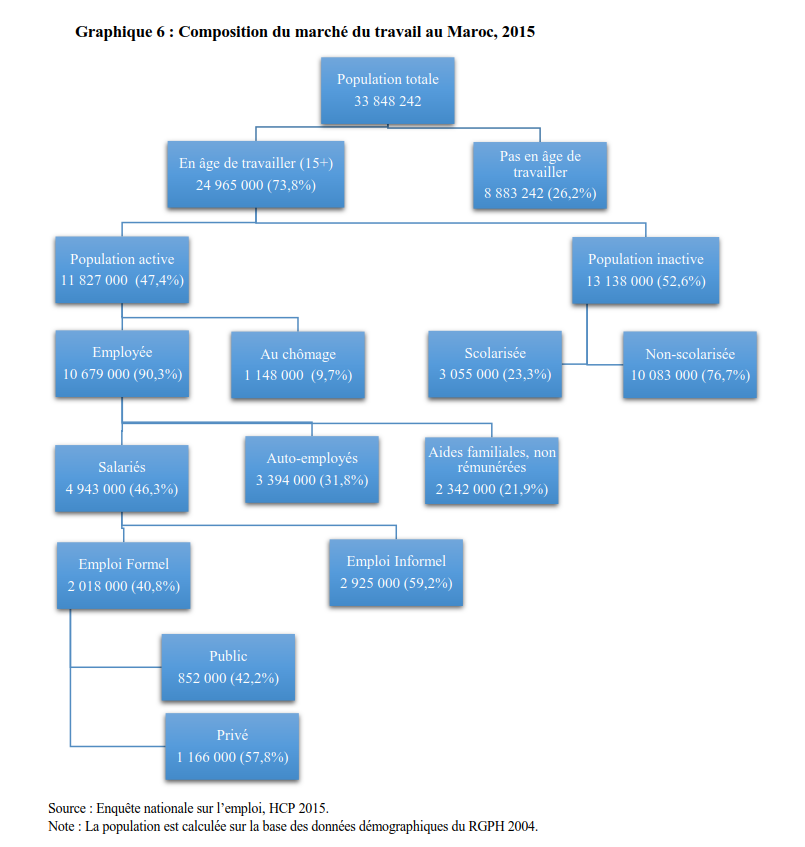 Graphique 6 : Composition du marché du travail au Maroc, 2015
Population totale
33 848 242
En âge de travailler (15+)
24 965 000 (73,8%)
Pas en âge de
travailler
8 883 242 (26,2%)
Population active
11 827 000 (47,4%)
Population inactive
13 138 000 (52,6%)
Employée
10 679 000 (90,3%)
Au chômage
1 148 000 (9,7%)
Scolarisée
3 055 000 (23,3%)
Non-scolarisée
10 083 000 (76,7%)
Salariés
4 943 000 (46,3%)
Auto-employés
3 394 000 (31,8%)
Aides familiales, non
rémunérées
2 342 000 (21,9%)
Emploi Formel
2 018 000 (40,8%)
Emploi Informel
2 925 000 (59,2%)
Public
852 000 (42,2%)
Privé
1 166 000 (57,8%)
Source : Enquête nationale sur l’emploi, HCP 2015.
Note : La population est calculée sur la base des données démographiques du RGPH 2004.